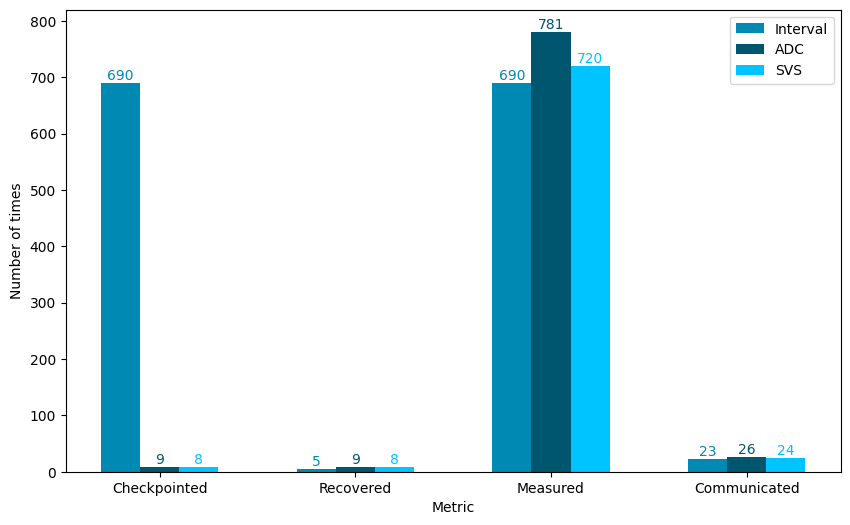 800
700
600
500
400
300
200
100
0
Number of times
690
9
8
5
9
8
690
781
720
23
26
24
Checkpointed
Recovered
Measured
Communicated
Metric
Interval
ADC
SVS